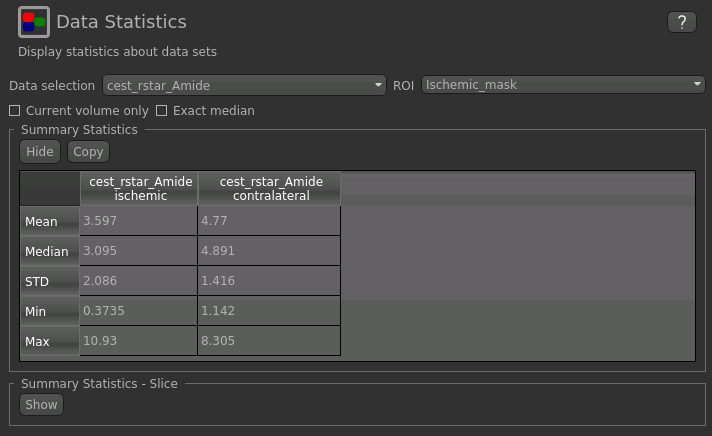 Data Statistics
?
Display statistics about data sets
Data selection cest_rstar_Amide ROI Ischemic_mask
Current volume only Exact median
Summary Statistics
Hide Copy
cest_rstar_Amide ischemic cest_rstar_Amide contralateral
Mean 3.597 4.77
Median 3.095 4.891
STD 2.086 1.416
Min 0.3735 1.142
Max 10.93 8.305
Summary Statistics - Slice
Show